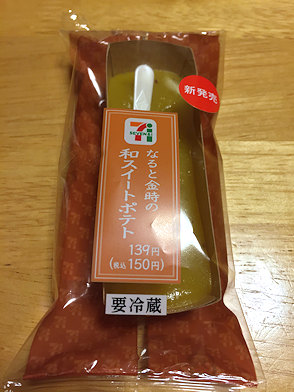 新発売
7i
SEVEN & i
なると金時の
和スイートポテト
139円
(税込150円)
要冷蔵